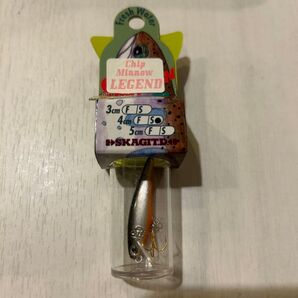 Fresh Water
Chip
Minnow
LEGEND
3cm F S
4cm F S
5cm F S
SKAGIT.D